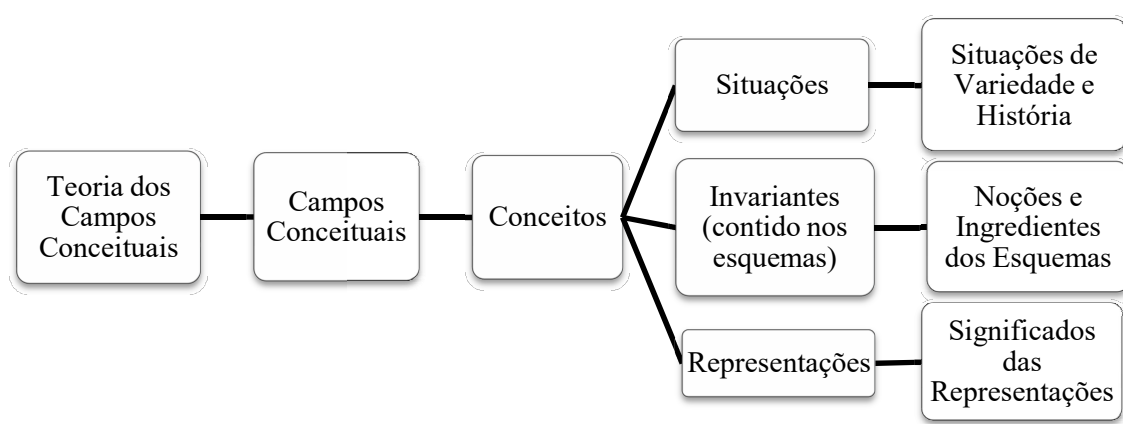 Teoria dos
Campos
Conceituais
Campos
Conceituais
Conceitos
Situações
Situações de
Variedade e
História
Invariantes
(contido nos
esquemas)
Noções e
Ingredientes
dos Esquemas
Representações
Significados
das
Representações